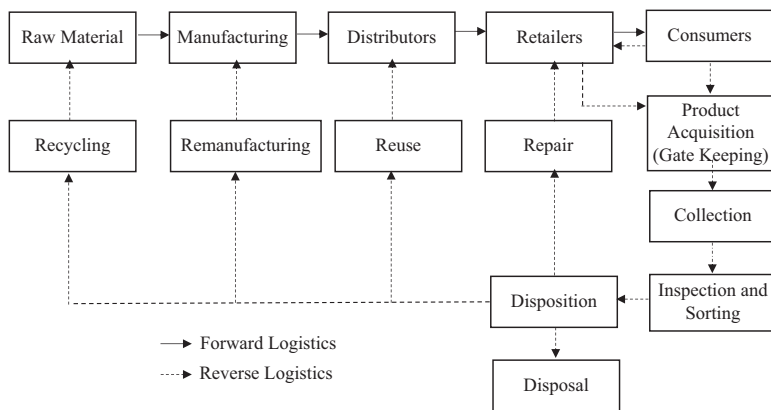 Raw Material
Manufacturing
Distributors
Retailers
Consumers
Recycling
Remanufacturing
Reuse
Repair
Product
Acquisition
(Gate Keeping)
Collection
Disposition
Inspection and
Sorting
Forward Logistics
Reverse Logistics
Disposal